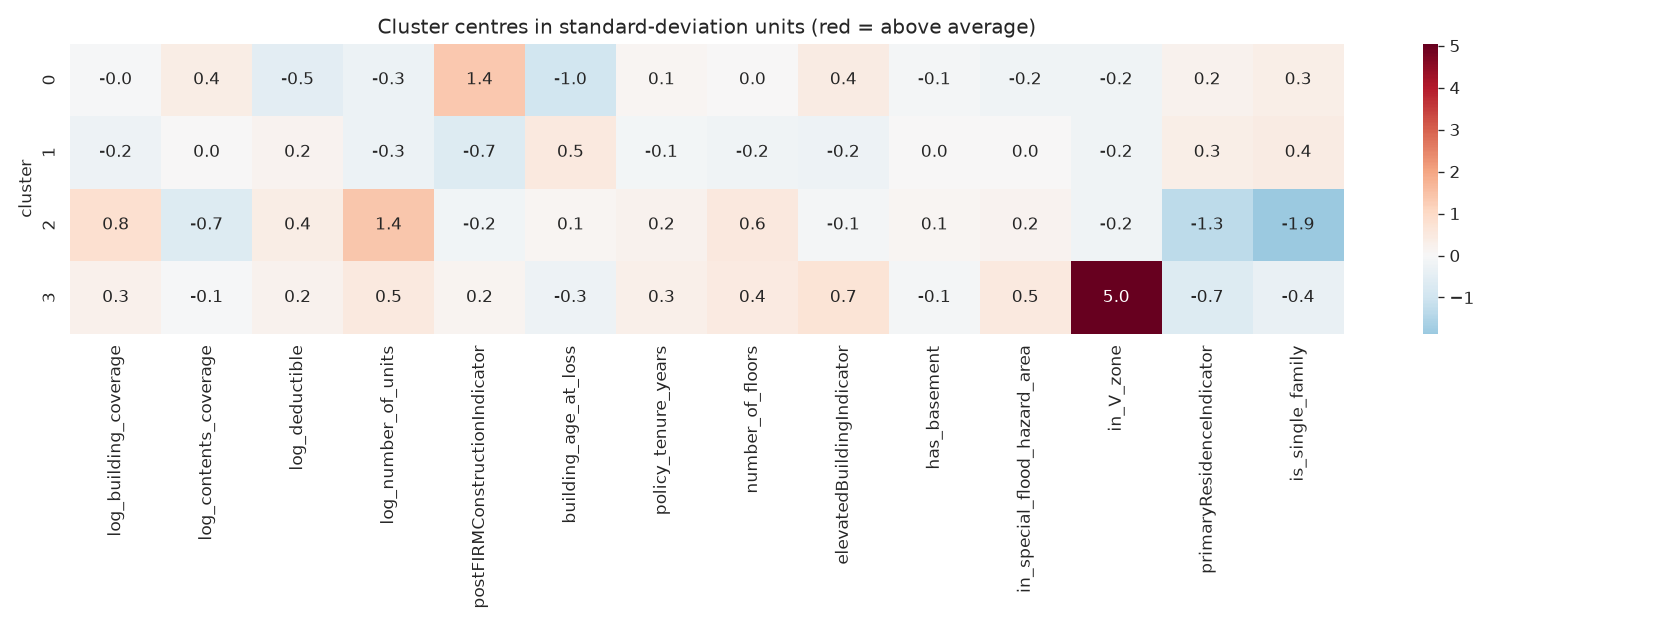 Cluster centres in standard-deviation units (red = above average)
cluster
0 -0.0 0.4 -0.5 -0.3 1.4 -1.0 0.1 0.0 0.4 -0.1 -0.2 -0.2 0.2 0.3
1 -0.2 0.0 0.2 -0.3 -0.7 0.5 -0.1 -0.2 -0.2 0.0 0.0 -0.2 0.3 0.4
2 0.8 -0.7 0.4 1.4 -0.2 0.1 0.2 0.6 -0.1 0.1 0.2 -0.2 -1.3 -1.9
3 0.3 -0.1 0.2 0.5 0.2 -0.3 0.3 0.4 0.7 -0.1 0.5 5.0 -0.7 -0.4
log_building_coverage
log_contents_coverage
log_deductible
log_number_of_units
postFIRMConstructionIndicator
building_age_at_loss
policy_tenure_years
number_of_floors
elevatedBuildingIndicator
has_basement
in_special_flood_hazard_area
in_V_zone
primaryResidenceIndicator
is_single_family
5
4
3
2
1
0
−1